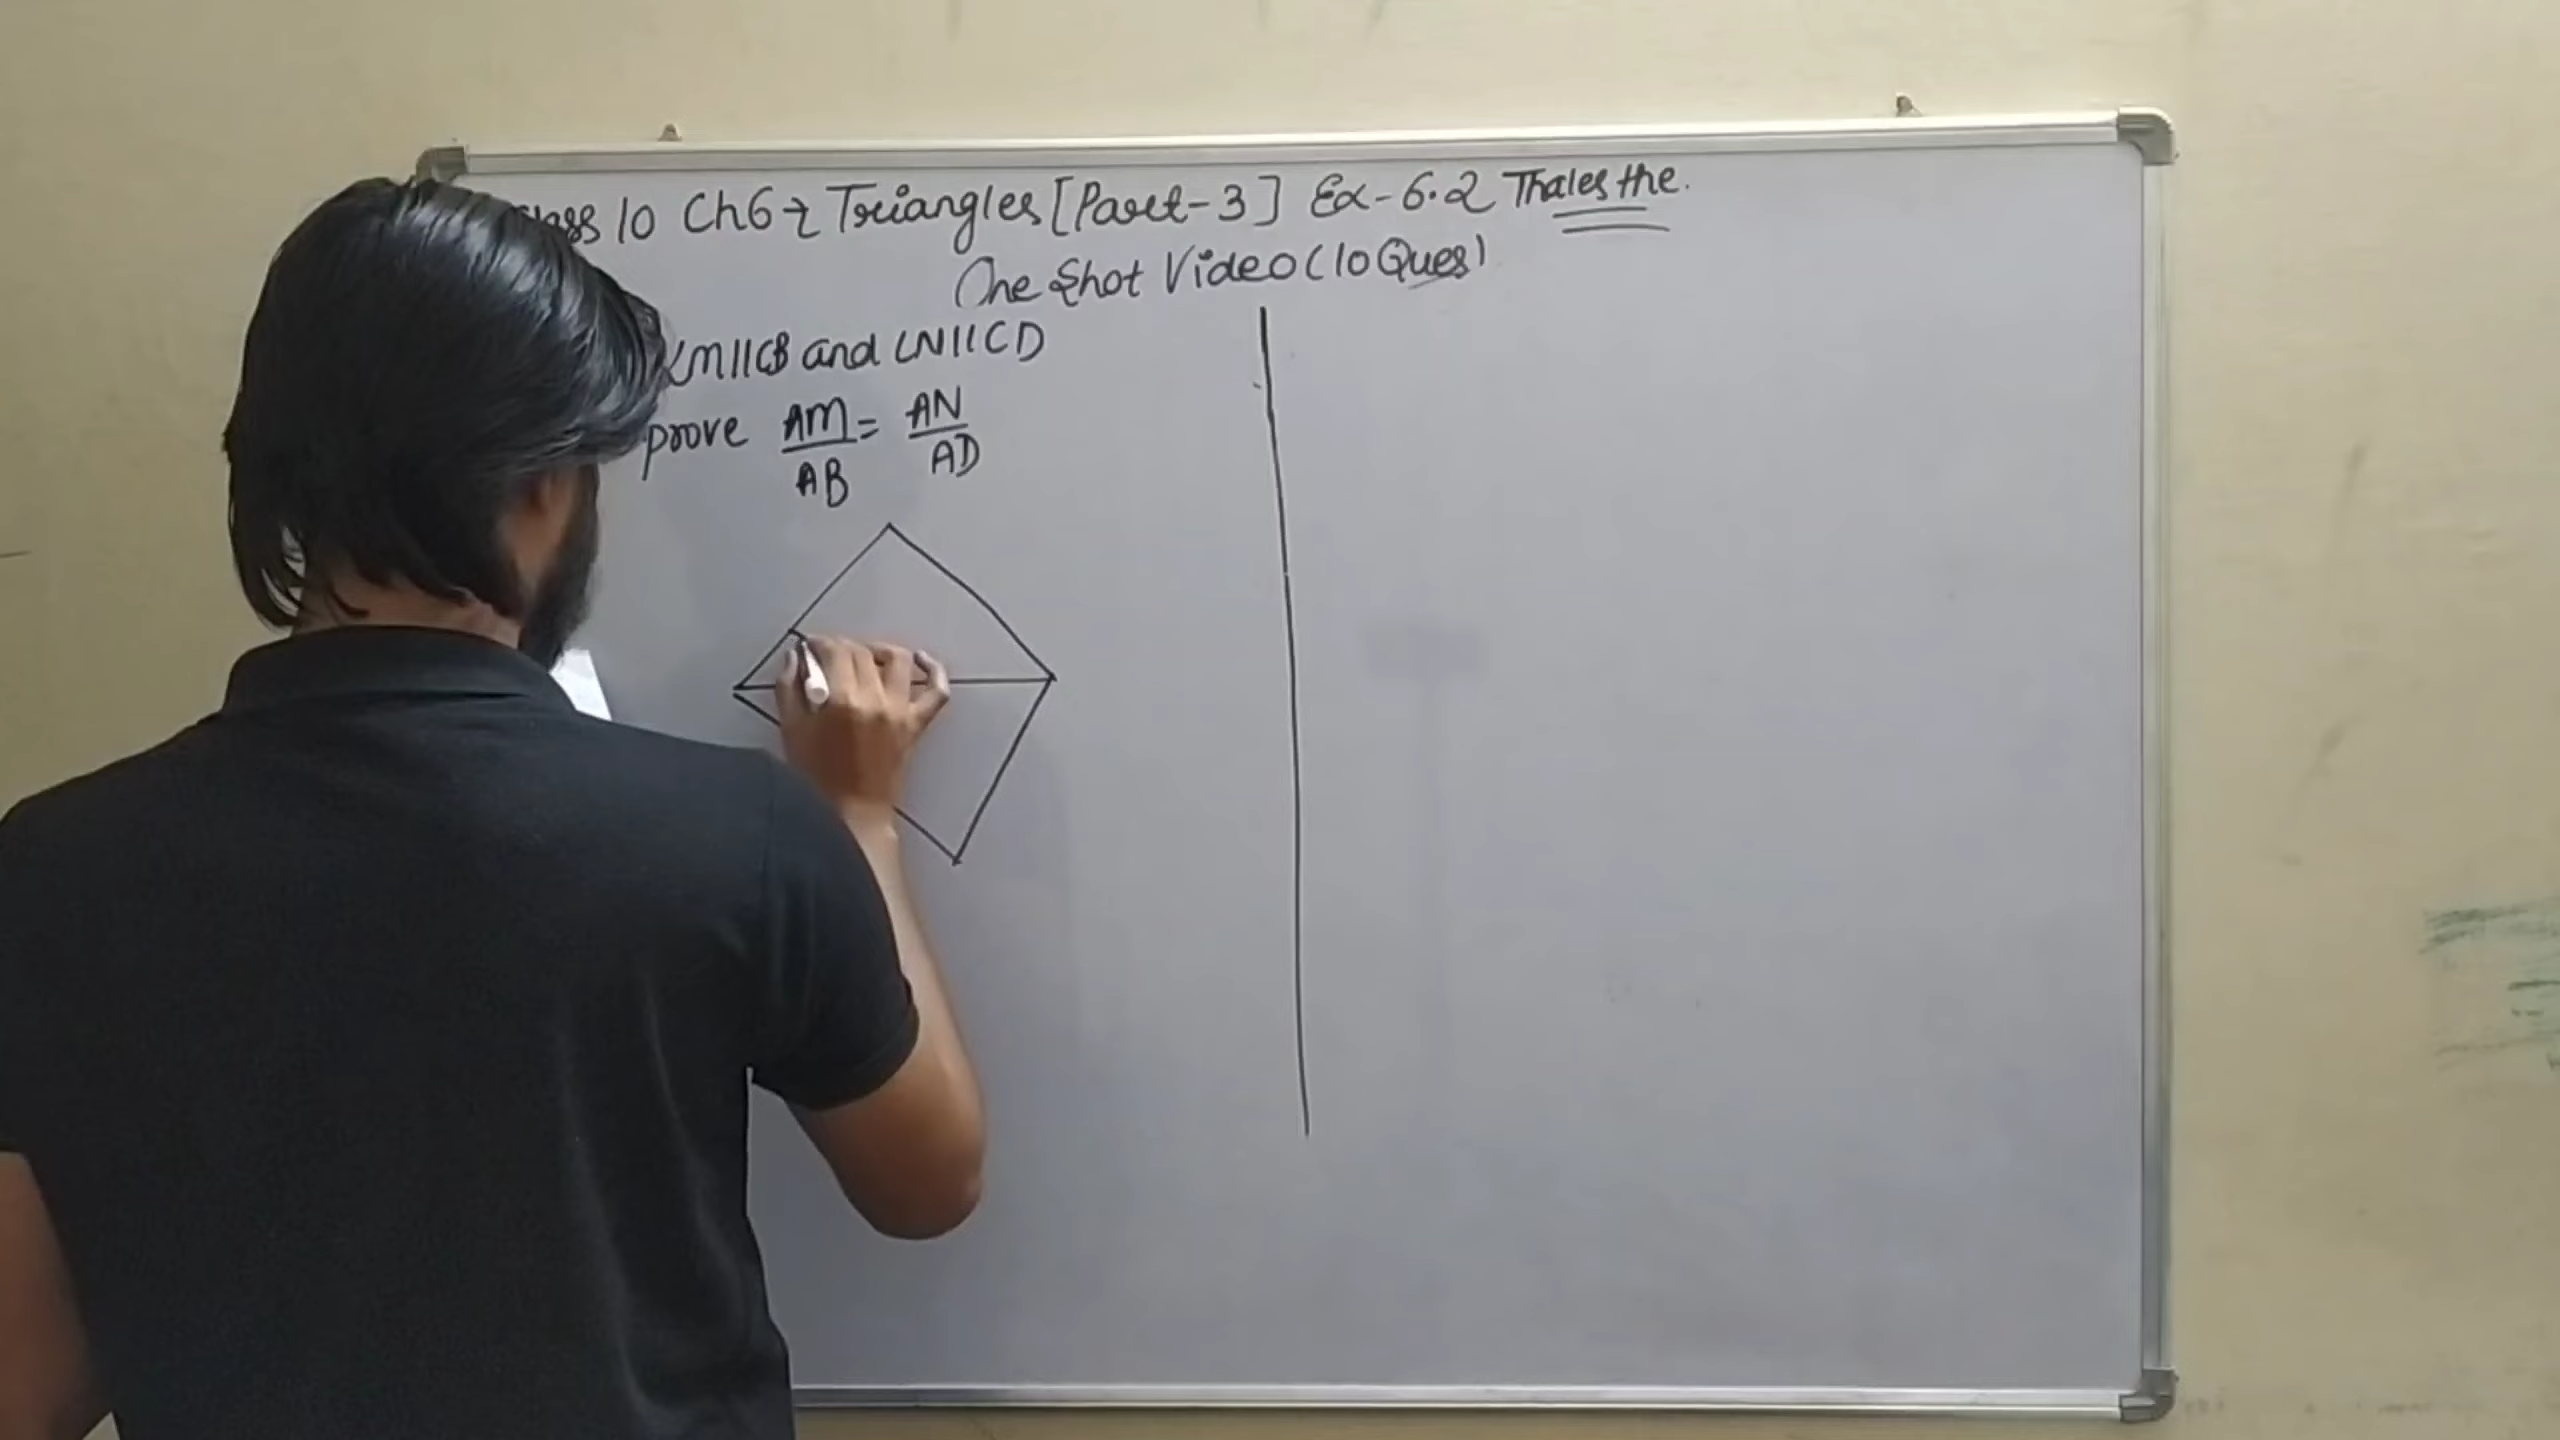 10 Ch6 → Triangles [Part-3] Ex-6.2 Thales the.
One Shot Video (10 Ques)
LM||CB and LN||CD
prove AM/AB = AN/AD